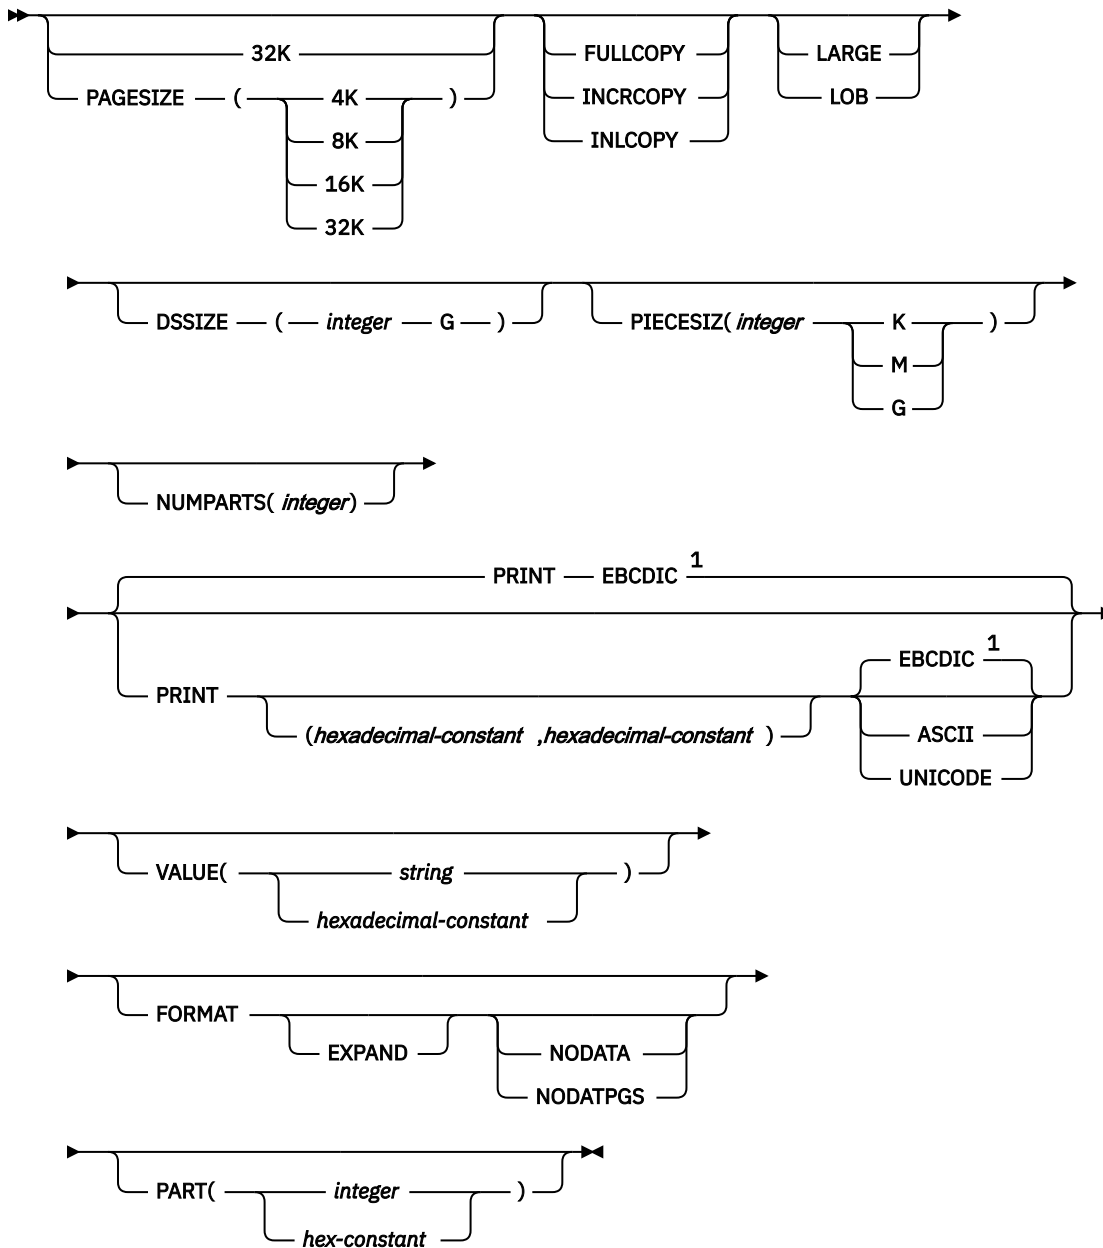 32K FULLCOPY LARGE
PAGESIZE ( 4K ) INCRCOPY LOB
8K INLCOPY
16K
32K
DSSIZE ( integer G ) PIECESIZ( integer K )
M
G
NUMPARTS( integer)
PRINT EBCDIC 1
EBCDIC 1
PRINT
(hexadecimal-constant ,hexadecimal-constant ) ASCII
UNICODE
VALUE( string )
hexadecimal-constant
FORMAT
EXPAND NODATA
NODATPGS
PART( integer )
hex-constant